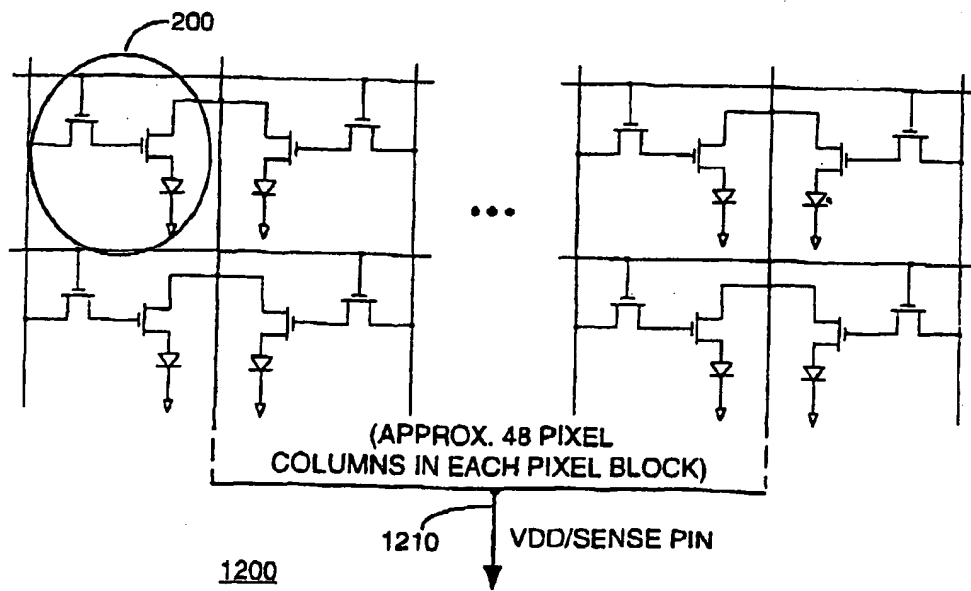 200
(APPROX. 48 PIXEL
COLUMNS IN EACH PIXEL BLOCK)
1210
VDD/SENSE PIN
1200